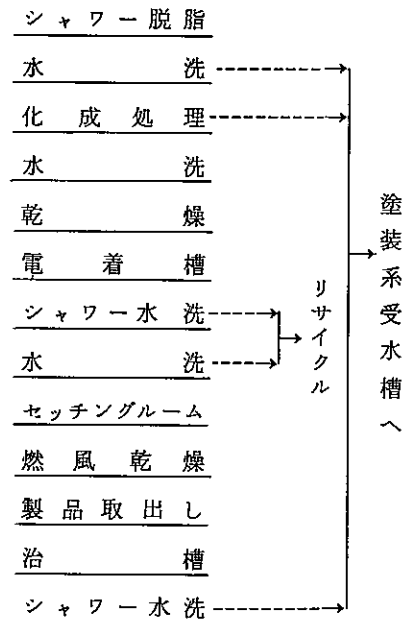 シャワー脱脂
水洗
化成処理
水洗
乾燥
電着槽
シャワー水洗
水洗
セッチングルーム
燃風乾燥
製品取出し
治槽
シャワー水洗
リサイクル
塗装系受水槽へ